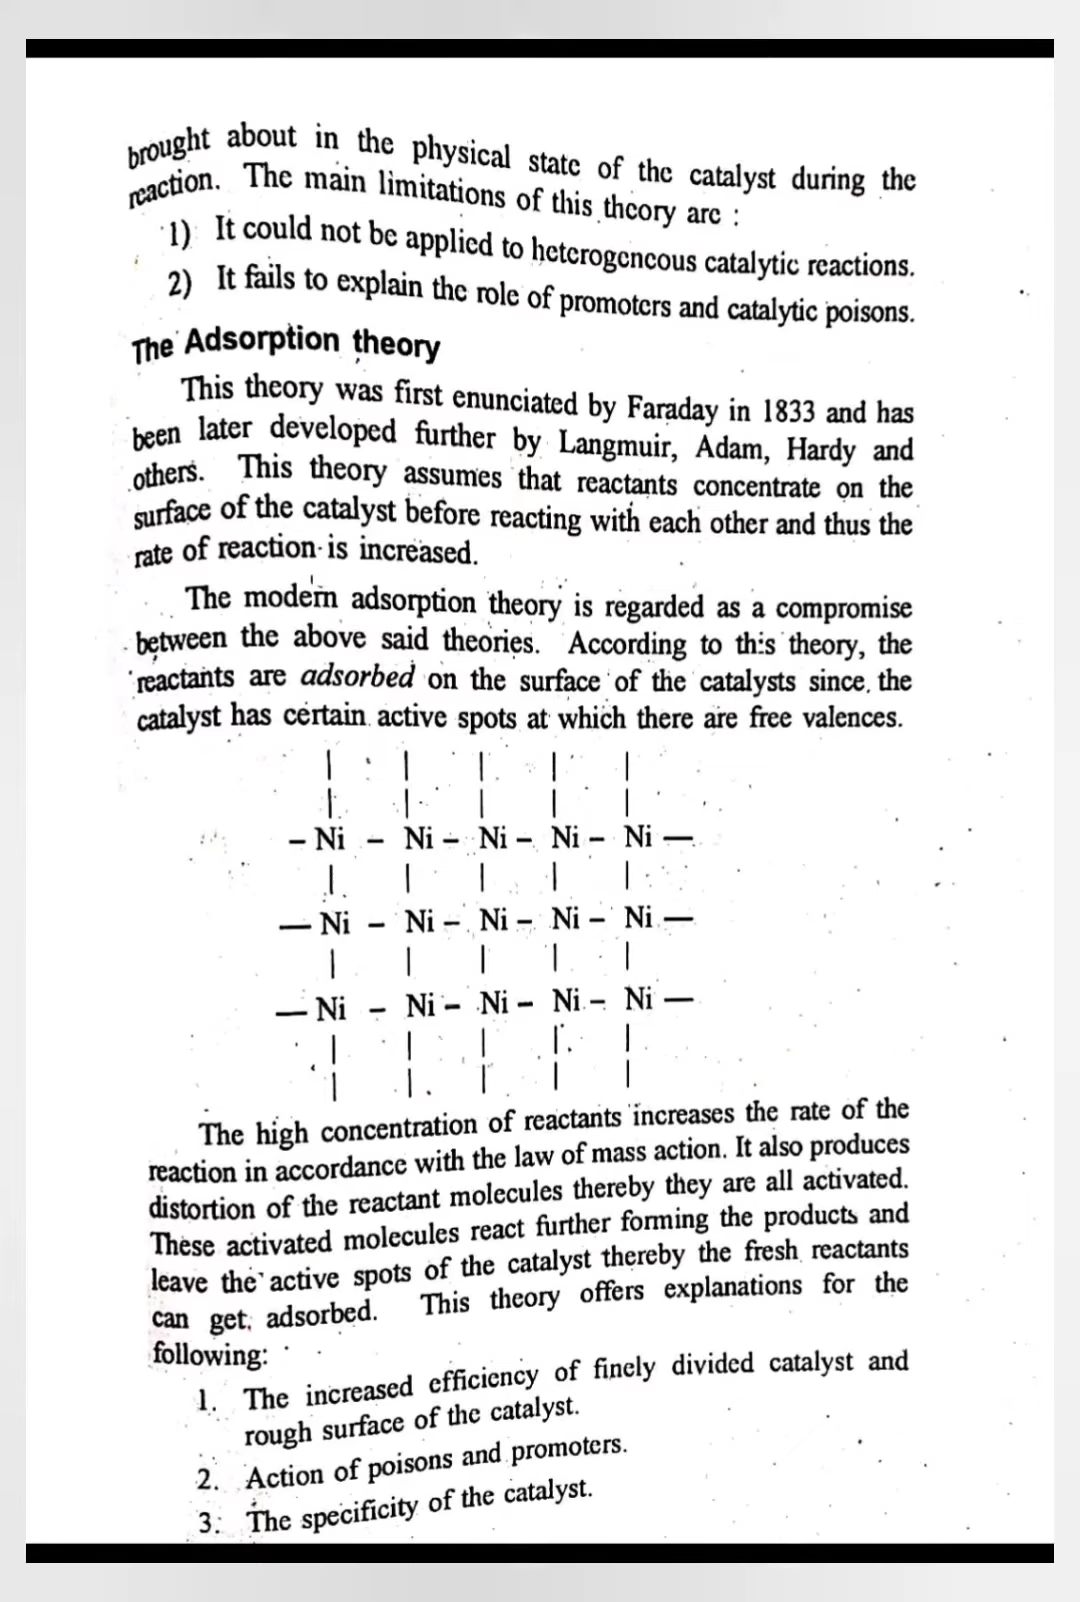 brought about in the physical state of the catalyst during the
reaction. The main limitations of this theory are :
1) It could not be applied to heterogeneous catalytic reactions.
2) It fails to explain the role of promoters and catalytic poisons.
The Adsorption theory
This theory was first enunciated by Faraday in 1833 and has
been later developed further by Langmuir, Adam, Hardy and
others. This theory assumes that reactants concentrate on the
surface of the catalyst before reacting with each other and thus the
rate of reaction is increased.
The modern adsorption theory is regarded as a compromise
between the above said theories. According to this theory, the
reactants are adsorbed on the surface of the catalysts since, the
catalyst has certain active spots at which there are free valences.
– Ni – Ni – Ni – Ni – Ni —
— Ni – Ni – Ni – Ni – Ni —
— Ni – Ni – Ni – Ni – Ni —
The high concentration of reactants increases the rate of the
reaction in accordance with the law of mass action. It also produces
distortion of the reactant molecules thereby they are all activated.
These activated molecules react further forming the products and
leave the active spots of the catalyst thereby the fresh reactants
can get adsorbed. This theory offers explanations for the
following:
1. The increased efficiency of finely divided catalyst and
rough surface of the catalyst.
2. Action of poisons and promoters.
3. The specificity of the catalyst.